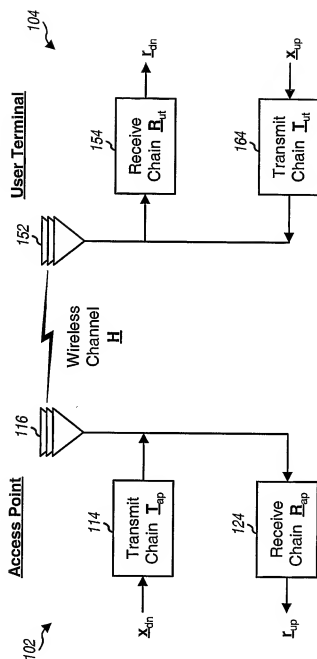 Access Point
User Terminal
102
104
116
152
Wireless
Channel
H
x_dn
114
Transmit
Chain T_ap
154
Receive
Chain R_ut
r_dn
r_up
124
Receive
Chain R_ap
164
Transmit
Chain T_ut
x_up